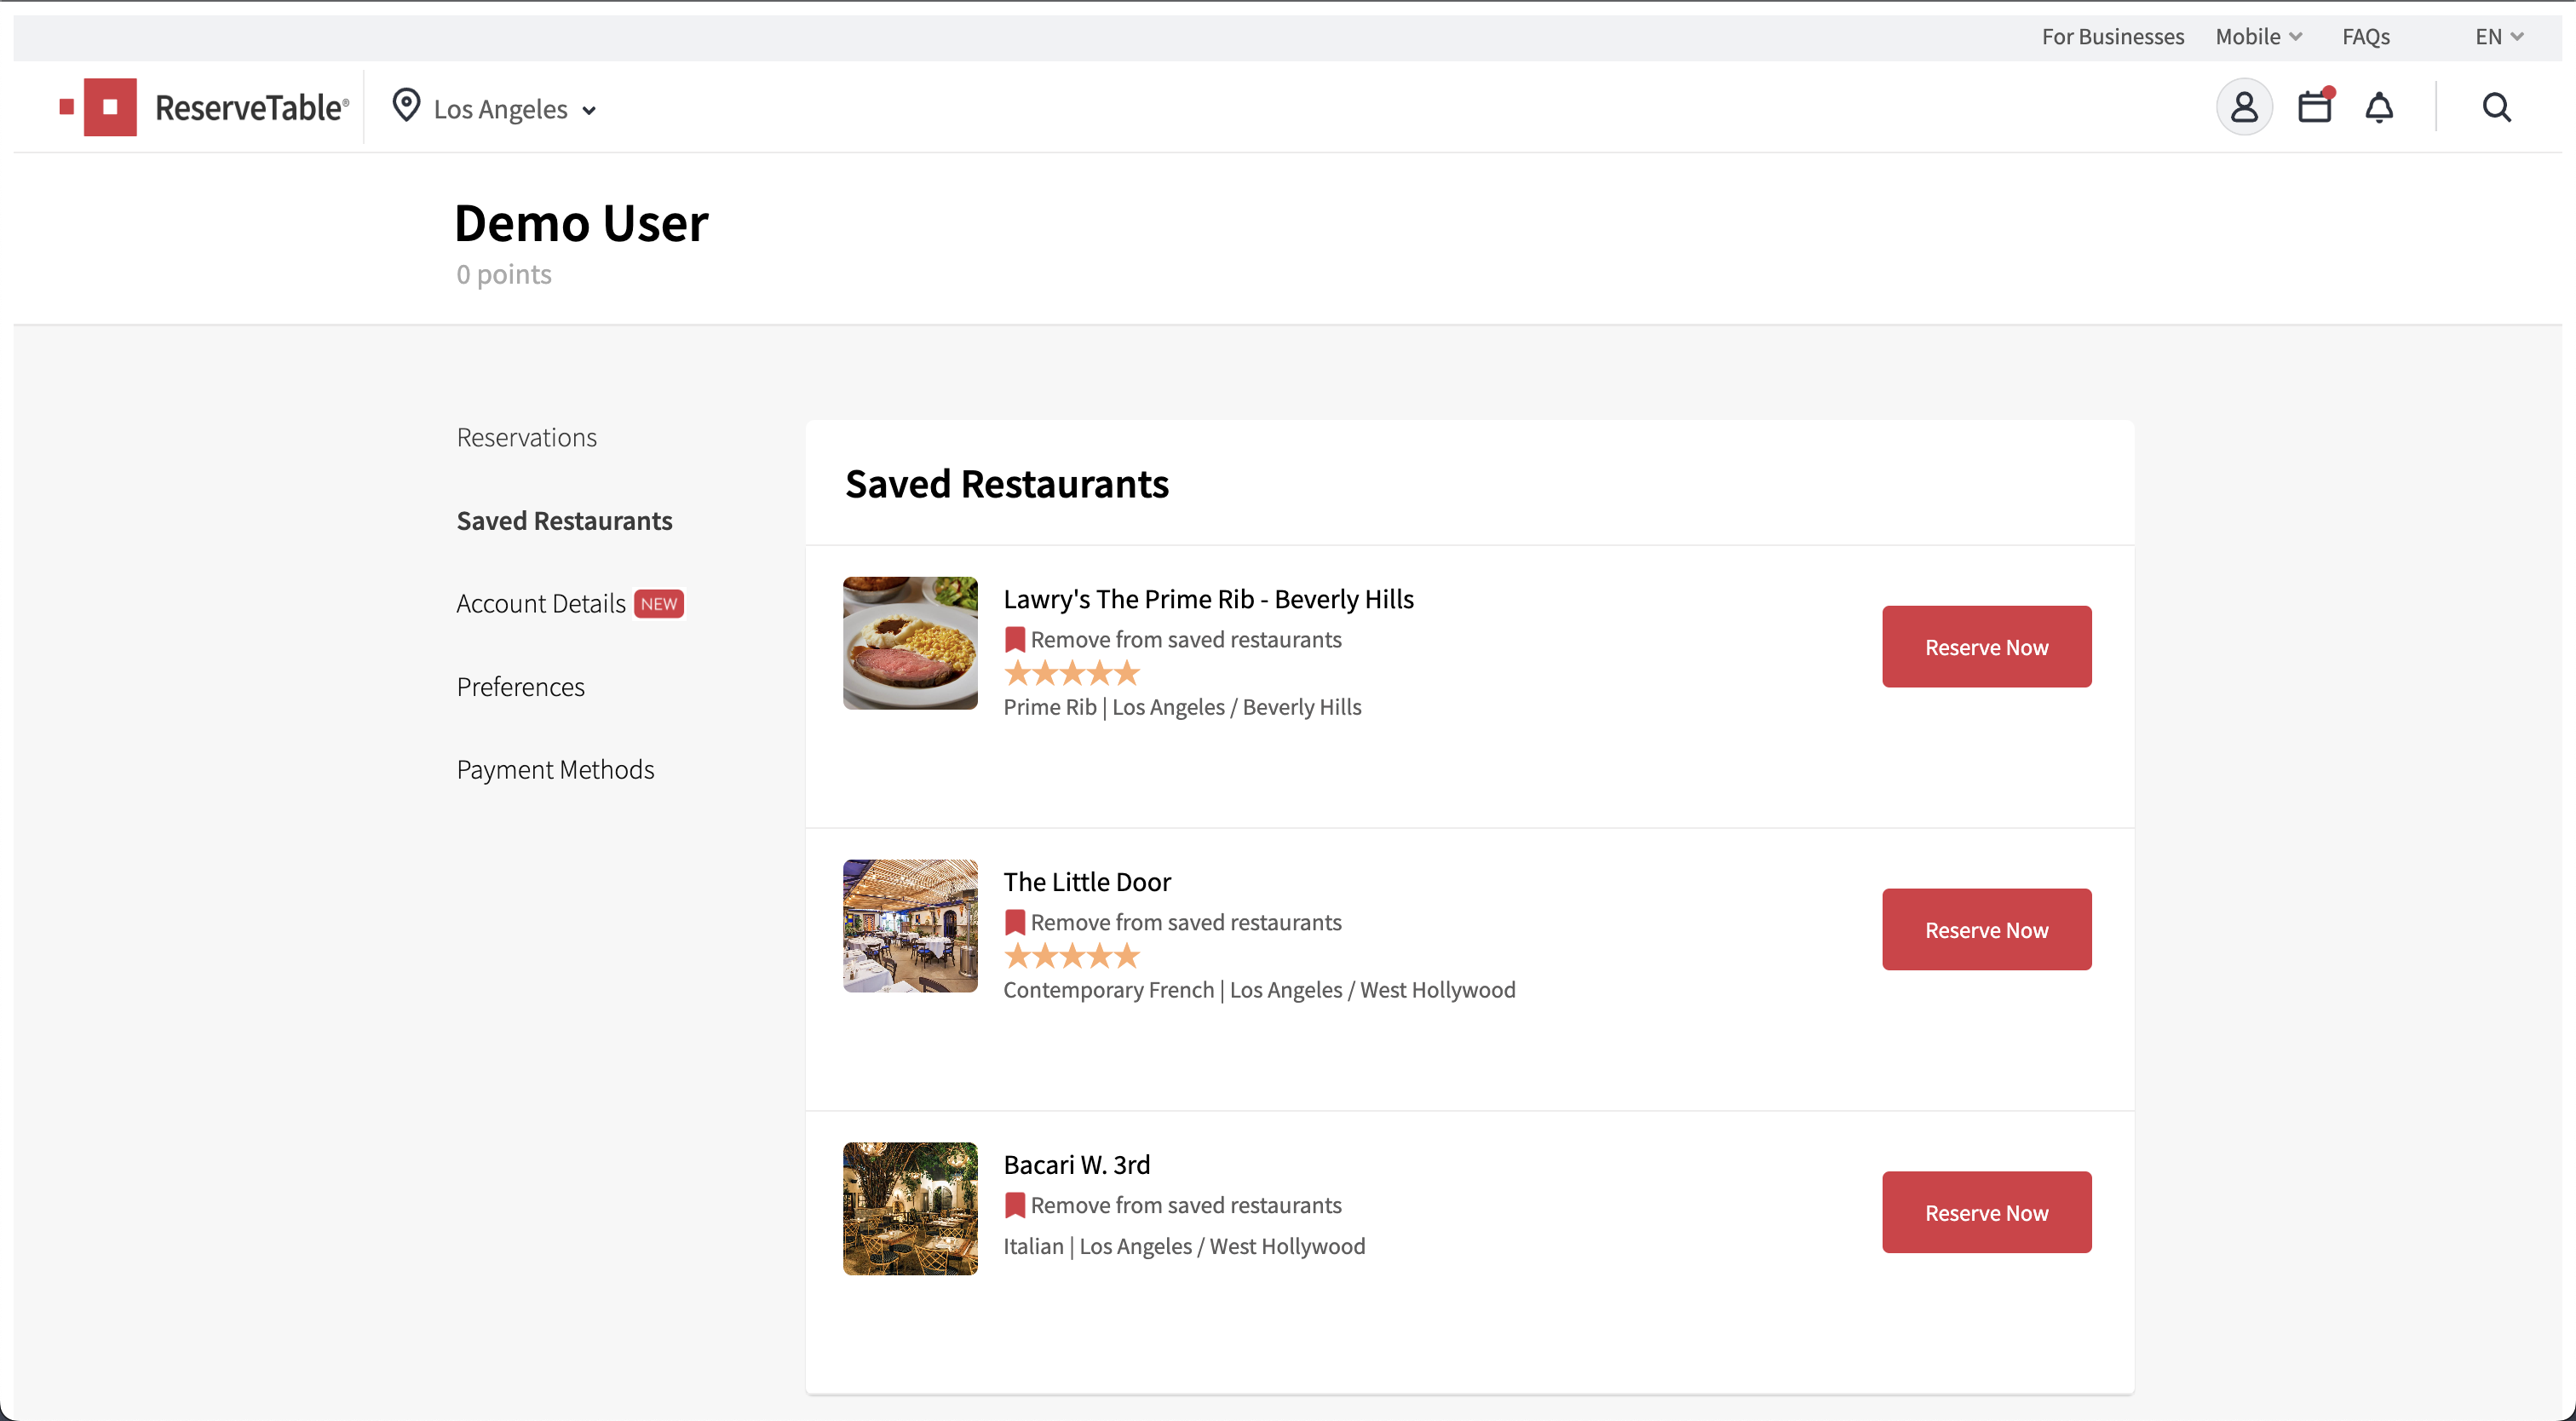 For Businesses Mobile FAQs EN
ReserveTable® Los Angeles
Demo User
0 points
Reservations
Saved Restaurants
Account Details NEW
Preferences
Payment Methods
Saved Restaurants
Lawry's The Prime Rib - Beverly Hills
Remove from saved restaurants
Prime Rib | Los Angeles / Beverly Hills
Reserve Now
The Little Door
Remove from saved restaurants
Contemporary French | Los Angeles / West Hollywood
Reserve Now
Bacari W. 3rd
Remove from saved restaurants
Italian | Los Angeles / West Hollywood
Reserve Now